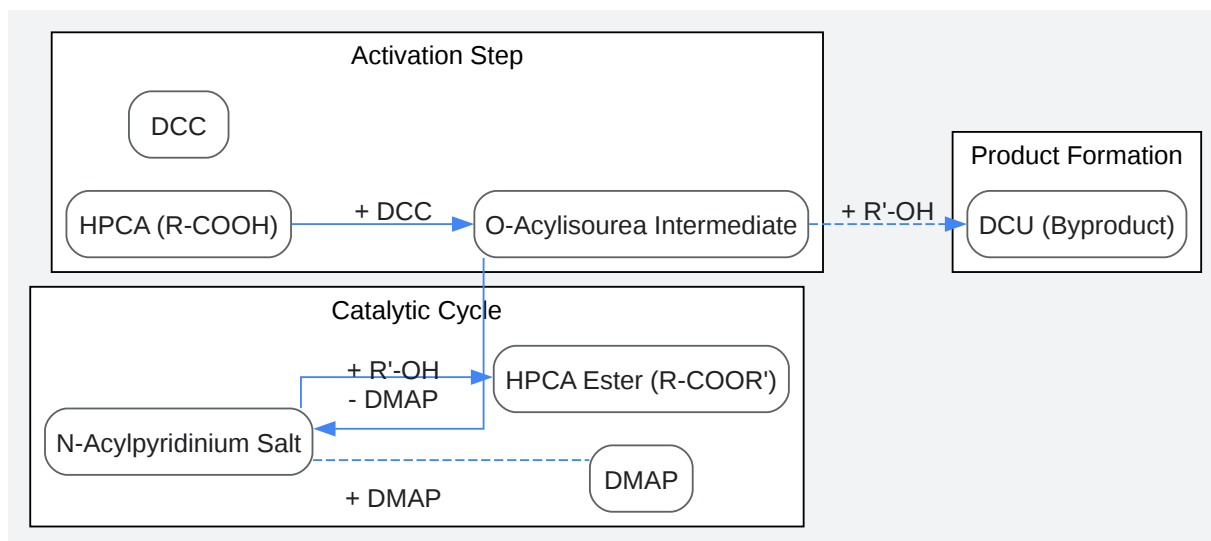 Activation Step
DCC
Product Formation
HPCA (R-COOH)
+ DCC
O-Acylisourea Intermediate
+ R'-OH
DCU (Byproduct)
Catalytic Cycle
+ R'-OH
- DMAP
HPCA Ester (R-COOR')
N-Acylpyridinium Salt
DMAP
+ DMAP